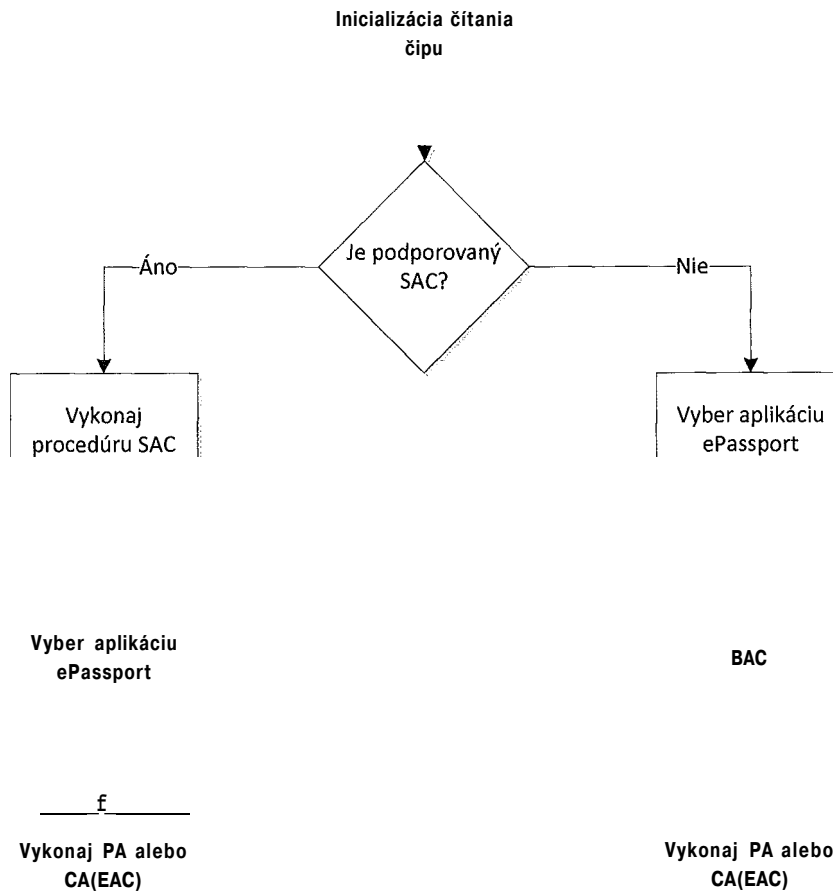 Inicializácia čítania
čipu
Je podporovaný
SAC?
Áno
Nie
Vykonaj
procedúru SAC
Vyber aplikáciu
ePassport
Vyber aplikáciu
ePassport
BAC
f
Vykonaj PA alebo
CA(EAC)
Vykonaj PA alebo
CA(EAC)